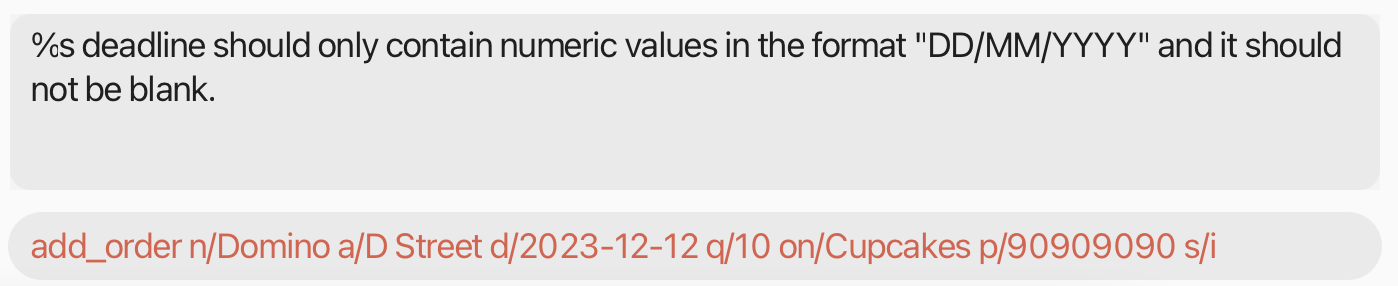 %s deadline should only contain numeric values in the format "DD/MM/YYYY" and it should
not be blank.
add_order n/Domino a/D Street d/2023-12-12 q/10 on/Cupcakes p/90909090 s/i